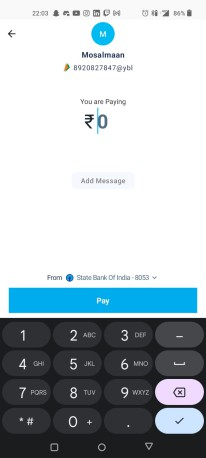 22:03
86%
M
Mosalmaan
8920827847@ybl
You are Paying
₹0
Add Message
From State Bank Of India - 8053
Pay
1 2 ABC 3 DEF –
4 GHI 5 JKL 6 MNO
7 PQRS 8 TUV 9 WXYZ
* # 0 + .